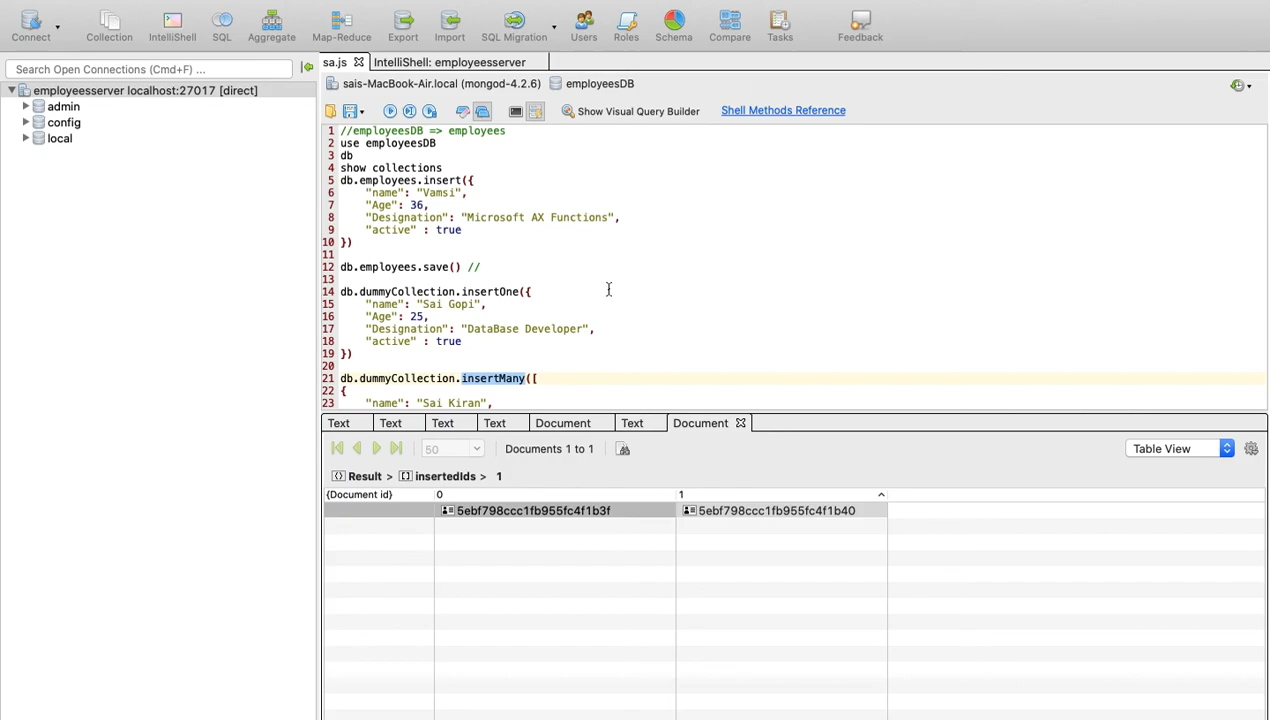 Connect Collection IntelliShell SQL Aggregate Map-Reduce Export Import SQL Migration Users Roles Schema Compare Tasks Feedback
Search Open Connections (Cmd+F) ...
employeesserver localhost:27017 [direct]
admin
config
local
sa.js IntelliShell: employeesserver
sais-MacBook-Air.local (mongod-4.2.6) employeesDB
Show Visual Query Builder Shell Methods Reference
1 //employeesDB => employees
2 use employeesDB
3 db
4 show collections
5 db.employees.insert({
6 "name": "Vamsi",
7 "Age": 36,
8 "Designation": "Microsoft AX Functions",
9 "active" : true
10 })
11
12 db.employees.save() //
13
14 db.dummyCollection.insertOne({
15 "name": "Sai Gopi",
16 "Age": 25,
17 "Designation": "DataBase Developer",
18 "active" : true
19 })
20
21 db.dummyCollection.insertMany([
22 {
23 "name": "Sai Kiran",
Text Text Text Text Document Text Document
50 Documents 1 to 1 Table View
Result > insertedIds > 1
{Document id} 0 1
5ebf798ccc1fb955fc4f1b3f 5ebf798ccc1fb955fc4f1b40